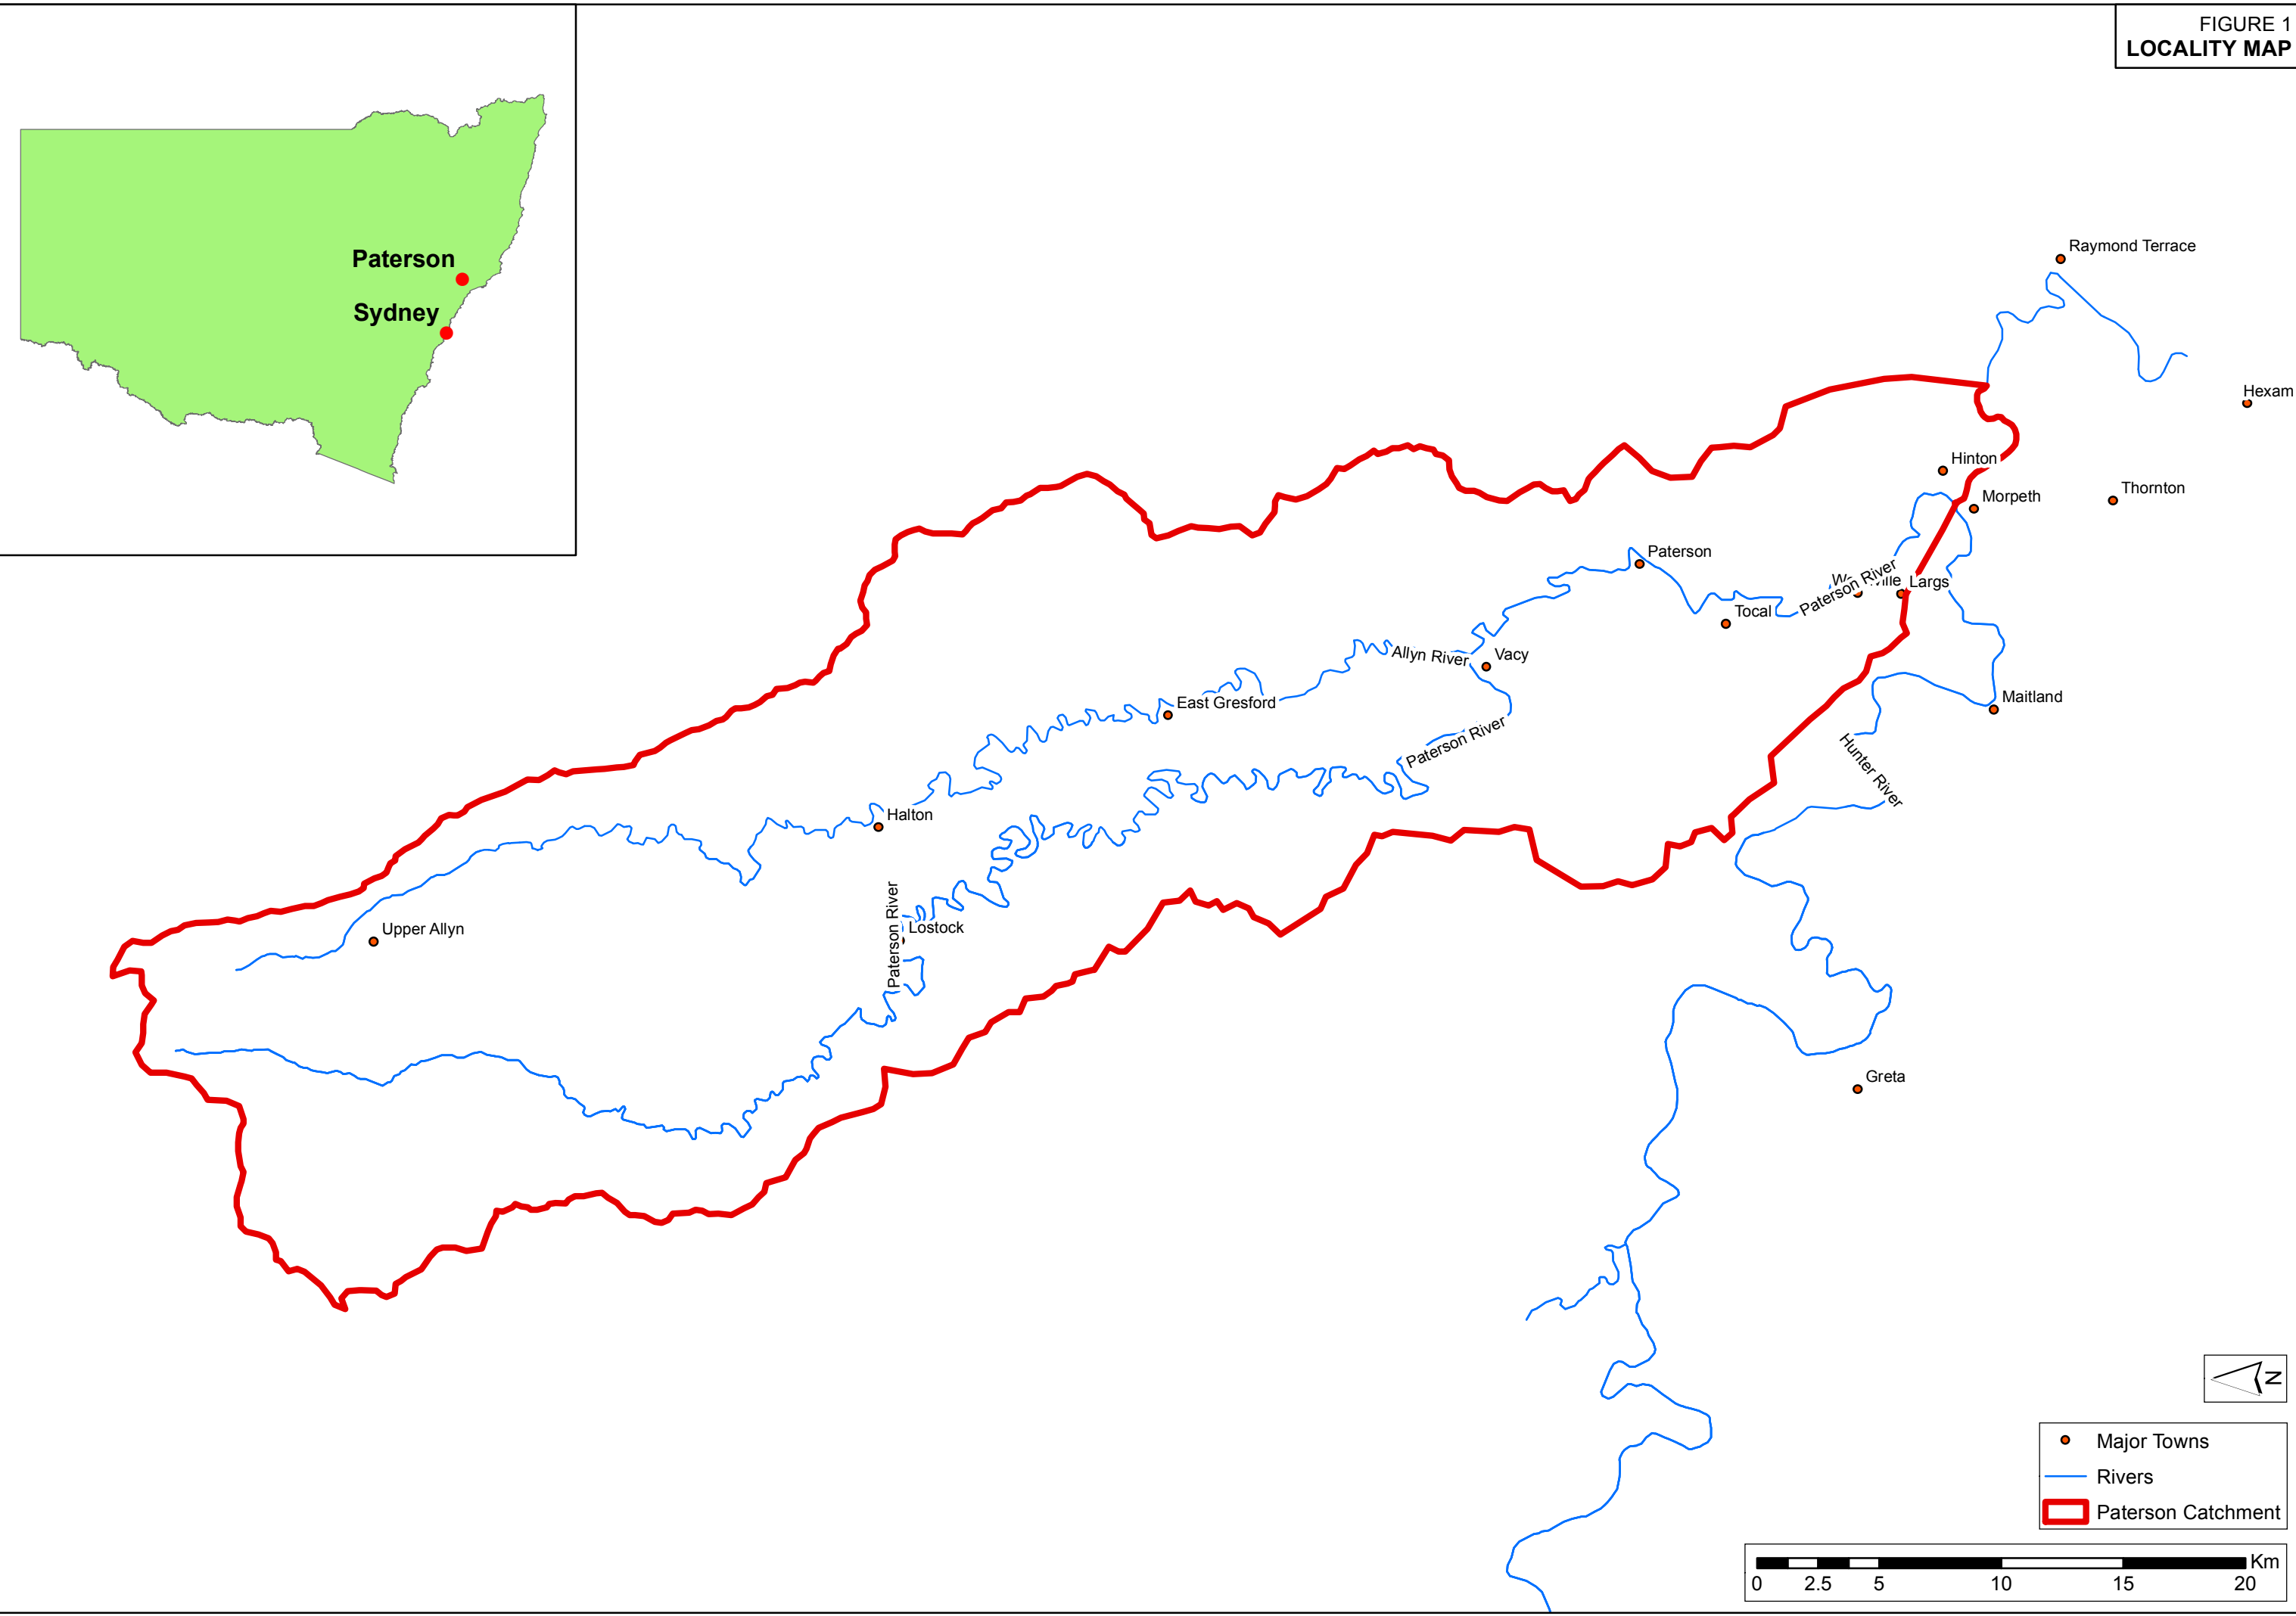 FIGURE 1
LOCALITY MAP
Paterson
Sydney
Raymond Terrace
Hexam
Hinton
Thornton
Morpeth
Paterson
Largs
Paterson River
Tocal
Allyn River
Vacy
East Gresford
Maitland
Paterson River
Hunter River
Halton
Paterson River
Lostock
Upper Allyn
Greta
N
Major Towns
Rivers
Paterson Catchment
Km
0 2.5 5 10 15 20